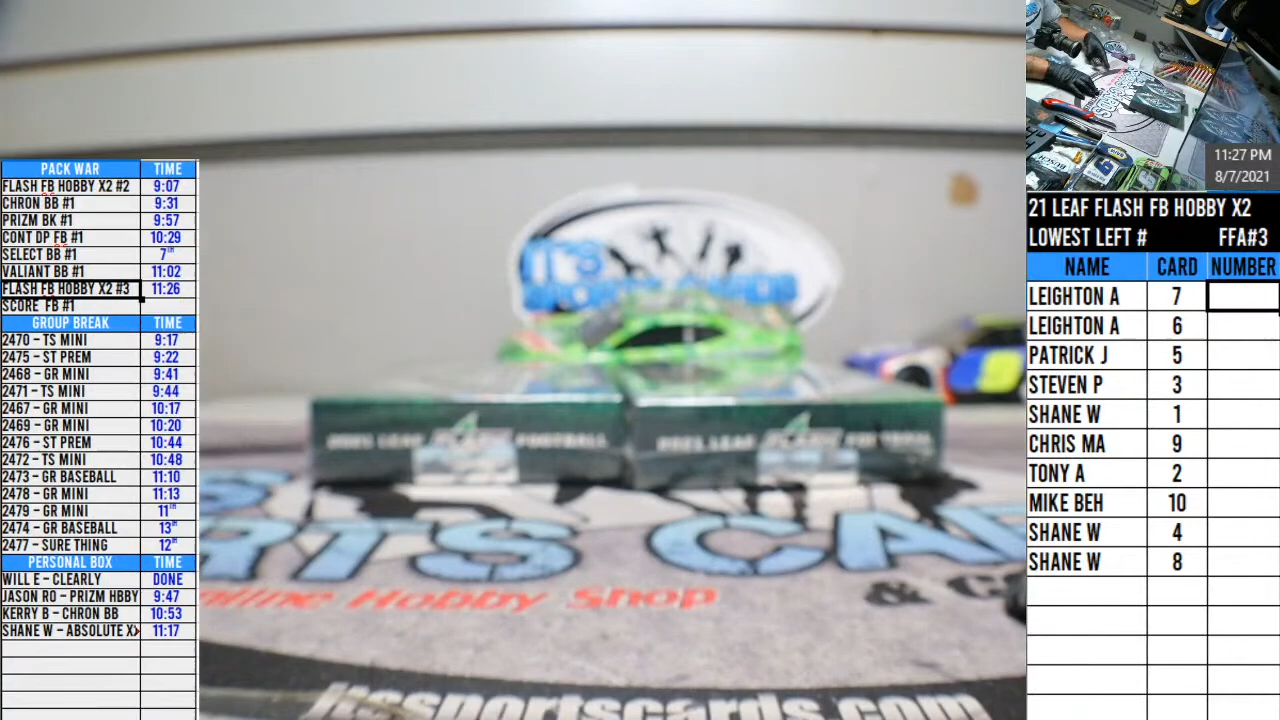 PACK WAR TIME
FLASH FB HOBBY X2 #2 9:07
CHRON BB #1 9:31
PRIZM BK #1 9:57
CONT DP FB #1 10:29
SELECT BB #1 7TH
VALIANT BB #1 11:02
FLASH FB HOBBY X2 #3 11:26
SCORE FB #1
GROUP BREAK TIME
2470 - TS MINI 9:17
2475 - ST PREM 9:22
2468 - GR MINI 9:41
2471 - TS MINI 9:44
2467 - GR MINI 10:17
2469 - GR MINI 10:20
2476 - ST PREM 10:44
2472 - TS MINI 10:48
2473 - GR BASEBALL 11:10
2478 - GR MINI 11:13
2479 - GR MINI 11TH
2474 - GR BASEBALL 13TH
2477 - SURE THING 12TH
PERSONAL BOX TIME
WILL E - CLEARLY DONE
JASON RO - PRIZM HBBY 9:47
KERRY B - CHRON BB 10:53
SHANE W - ABSOLUTE X 11:17
IT'S
SPORTS CARDS
2021 LEAF FLASH FOOTBALL
2021 LEAF FLASH FOOTBALL
RTS CA
nline Hobby Shop
& C
itssportscards.com
11:27 PM
8/7/2021
21 LEAF FLASH FB HOBBY X2
LOWEST LEFT # FFA#3
NAME CARD NUMBER
LEIGHTON A 7
LEIGHTON A 6
PATRICK J 5
STEVEN P 3
SHANE W 1
CHRIS MA 9
TONY A 2
MIKE BEH 10
SHANE W 4
SHANE W 8